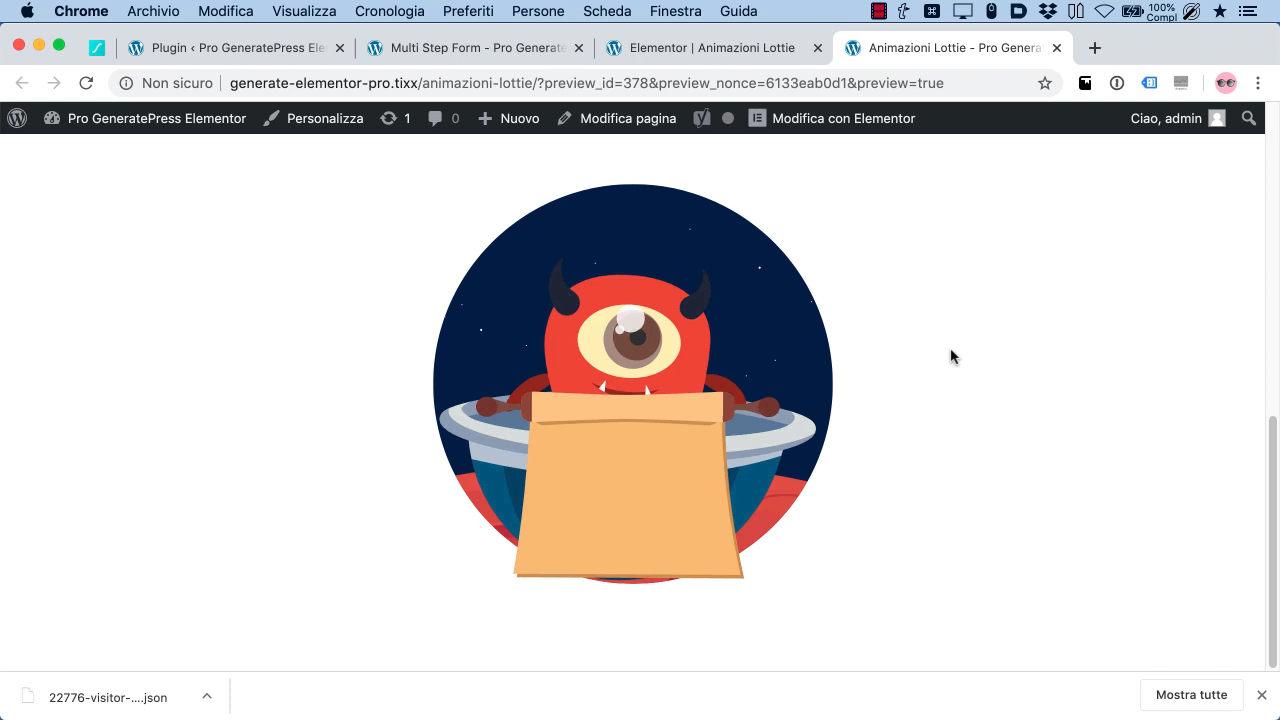 Chrome Archivio Modifica Visualizza Cronologia Preferiti Persone Scheda Finestra Guida 100% Compl
Plugin ‹ Pro GeneratePress Ele
Multi Step Form - Pro Generate
Elementor | Animazioni Lottie
Animazioni Lottie - Pro Genera
Non sicuro generate-elementor-pro.tixx/animazioni-lottie/?preview_id=378&preview_nonce=6133eab0d1&preview=true
Pro GeneratePress Elementor Personalizza 1 0 Nuovo Modifica pagina Modifica con Elementor Ciao, admin
22776-visitor-....json Mostra tutte